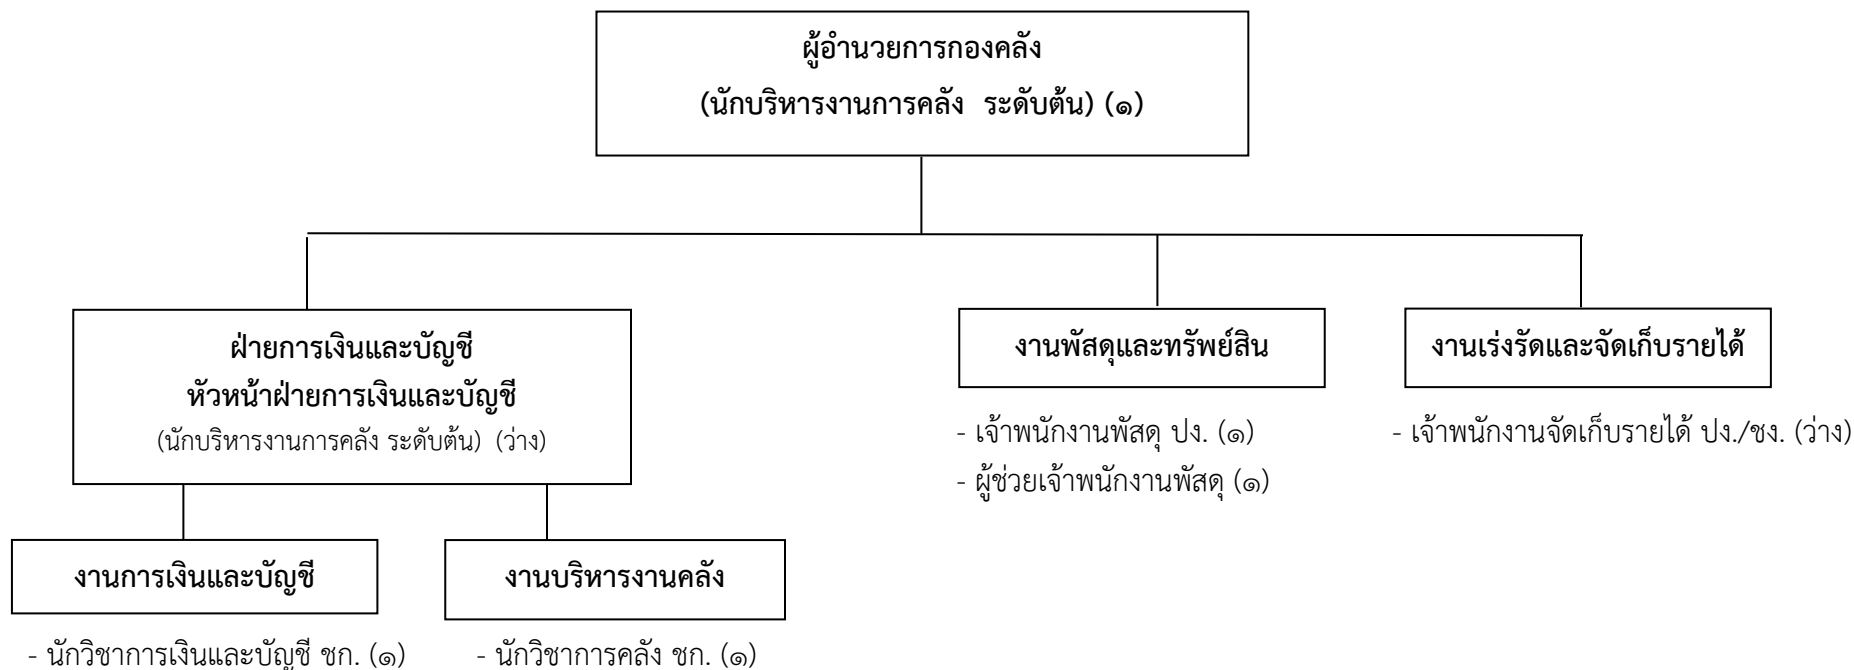 ผู้อำนวยการกองคลัง
(นักบริหารงานการคลัง ระดับต้น) (๑)
ฝ่ายการเงินและบัญชี
หัวหน้าฝ่ายการเงินและบัญชี
(นักบริหารงานการคลัง ระดับต้น) (ว่าง)
งานการเงินและบัญชี
- นักวิชาการเงินและบัญชี ชก. (๑)
งานบริหารงานคลัง
- นักวิชาการคลัง ชก. (๑)
งานพัสดุและทรัพย์สิน
- เจ้าพนักงานพัสดุ ปง. (๑)
- ผู้ช่วยเจ้าพนักงานพัสดุ (๑)
งานเร่งรัดและจัดเก็บรายได้
- เจ้าพนักงานจัดเก็บรายได้ ปง./ชง. (ว่าง)